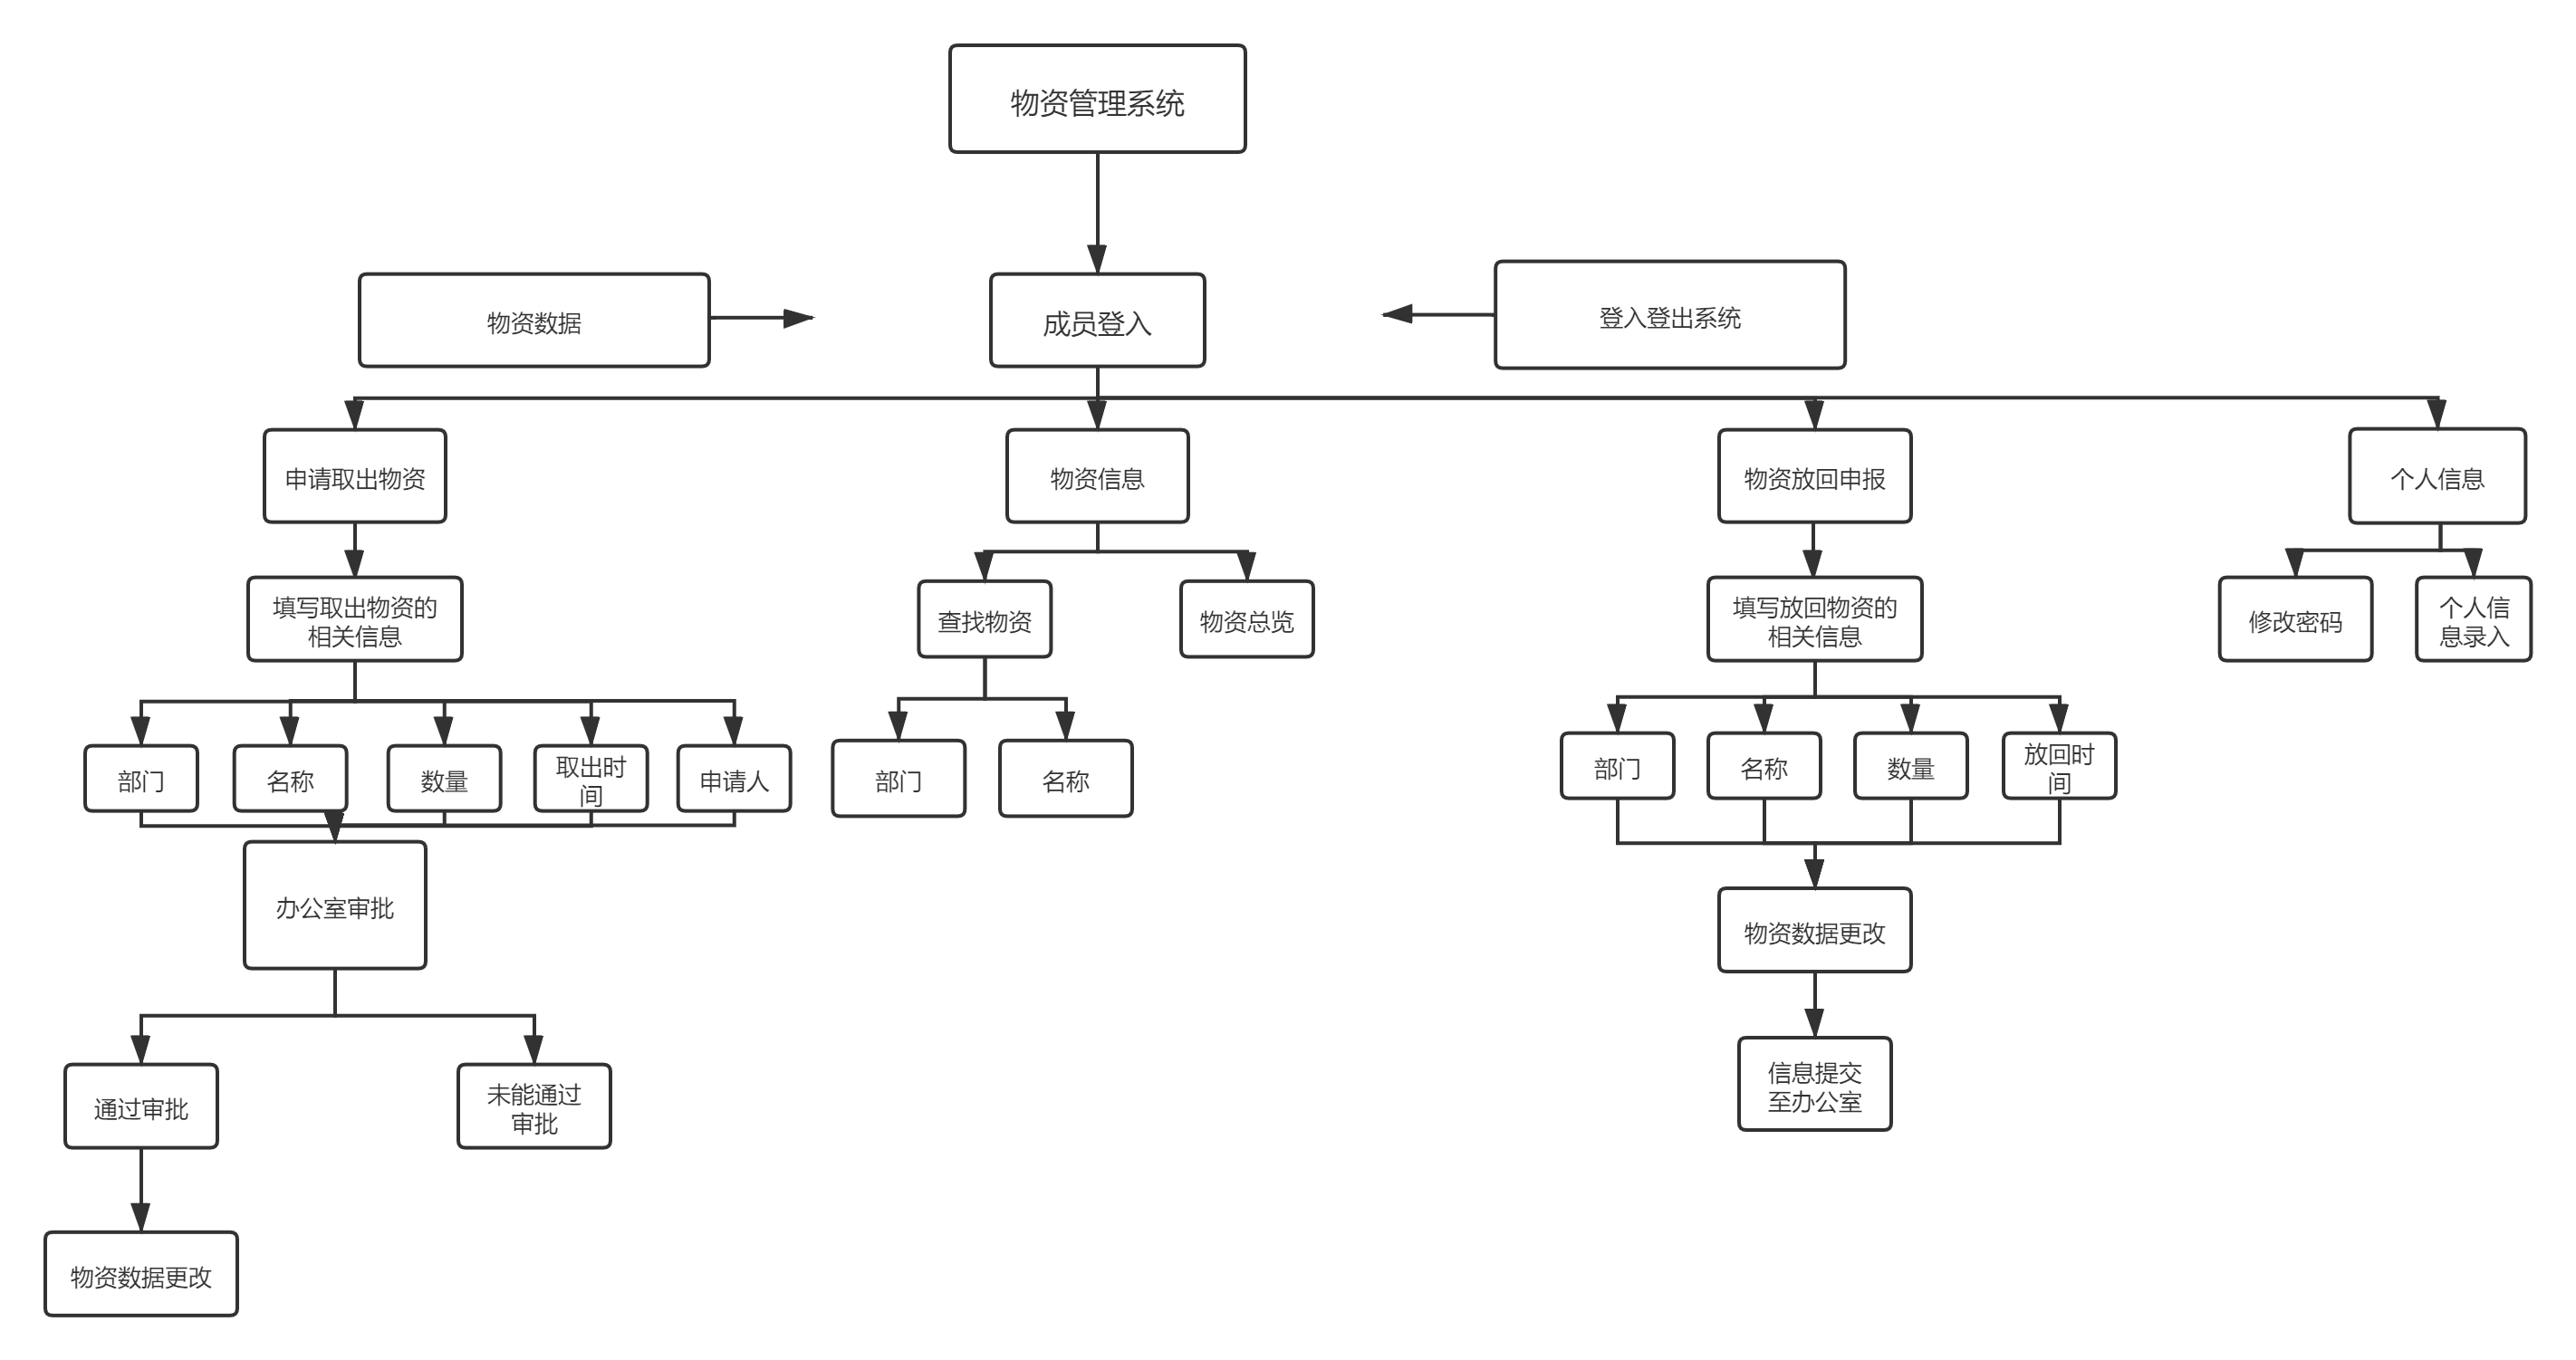 物资管理系统
物资数据
成员登入
登入登出系统
申请取出物资
物资信息
物资放回申报
个人信息
填写取出物资的
相关信息
查找物资
物资总览
填写放回物资的
相关信息
修改密码
个人信
息录入
部门
名称
数量
取出时
间
申请人
部门
名称
部门
名称
数量
放回时
间
办公室审批
物资数据更改
通过审批
未能通过
审批
信息提交
至办公室
物资数据更改